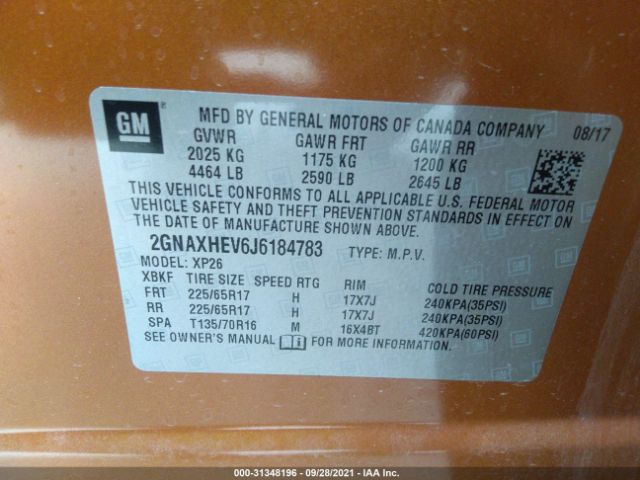 GM
MFD BY GENERAL MOTORS OF CANADA COMPANY 08/17
GVWR GAWR FRT GAWR RR
2025 KG 1175 KG 1200 KG
4464 LB 2590 LB 2645 LB
THIS VEHICLE CONFORMS TO ALL APPLICABLE U.S. FEDERAL MOTOR
VEHICLE SAFETY AND THEFT PREVENTION STANDARDS IN EFFECT ON
THE DATE OF MANUFACTURE SHOWN ABOVE.
2GNAXHEV6J6184783 TYPE: M.P.V.
MODEL: XP26
XBKF TIRE SIZE SPEED RTG RIM COLD TIRE PRESSURE
FRT 225/65R17 H 17X7J 240KPA(35PSI)
RR 225/65R17 H 17X7J 240KPA(35PSI)
SPA T135/70R16 M 16X4BT 420KPA(60PSI)
SEE OWNER'S MANUAL FOR MORE INFORMATION.
000-31348196 - 09/28/2021 - IAA Inc.